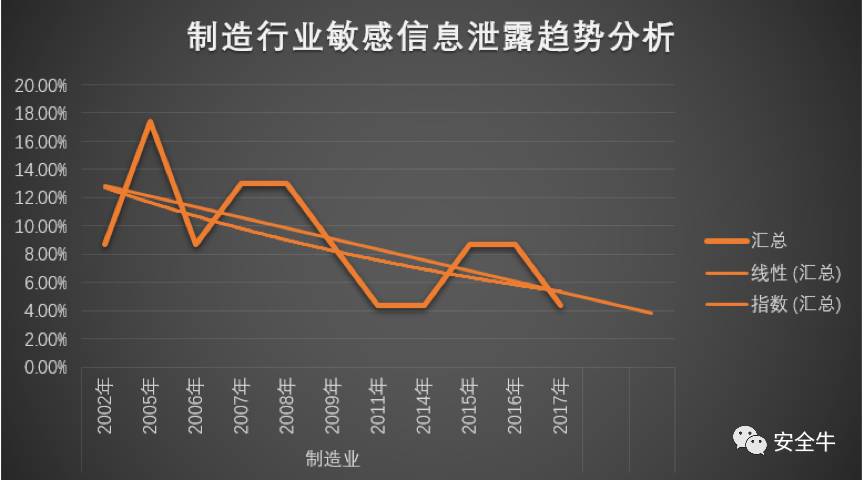 制造行业敏感信息泄露趋势分析
20.00%
18.00%
16.00%
14.00%
12.00%
10.00%
8.00%
6.00%
4.00%
2.00%
0.00%
2002年
2005年
2006年
2007年
2008年
2009年
2011年
2014年
2015年
2016年
2017年
制造业
汇总
线性 (汇总)
指数 (汇总)
安全牛